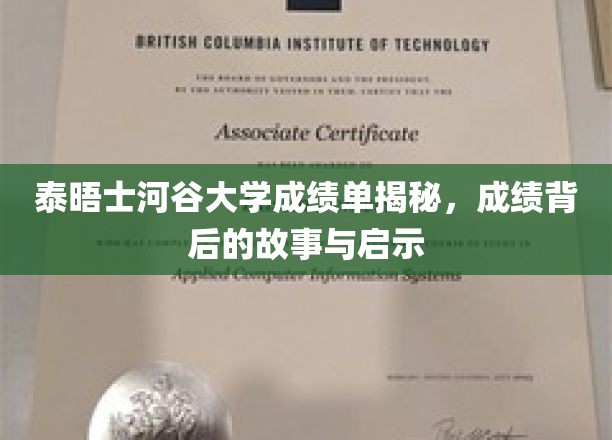 BRITISH COLUMBIA INSTITUTE OF TECHNOLOGY
THE BOARD OF GOVERNORS AND THE PRESIDENT,
BY THE AUTHORITY VESTED IN THEM, CERTIFY THAT THE
Associate Certificate
泰晤士河谷大学成绩单揭秘，成绩背
后的故事与启示
Applied Computer Information Systems